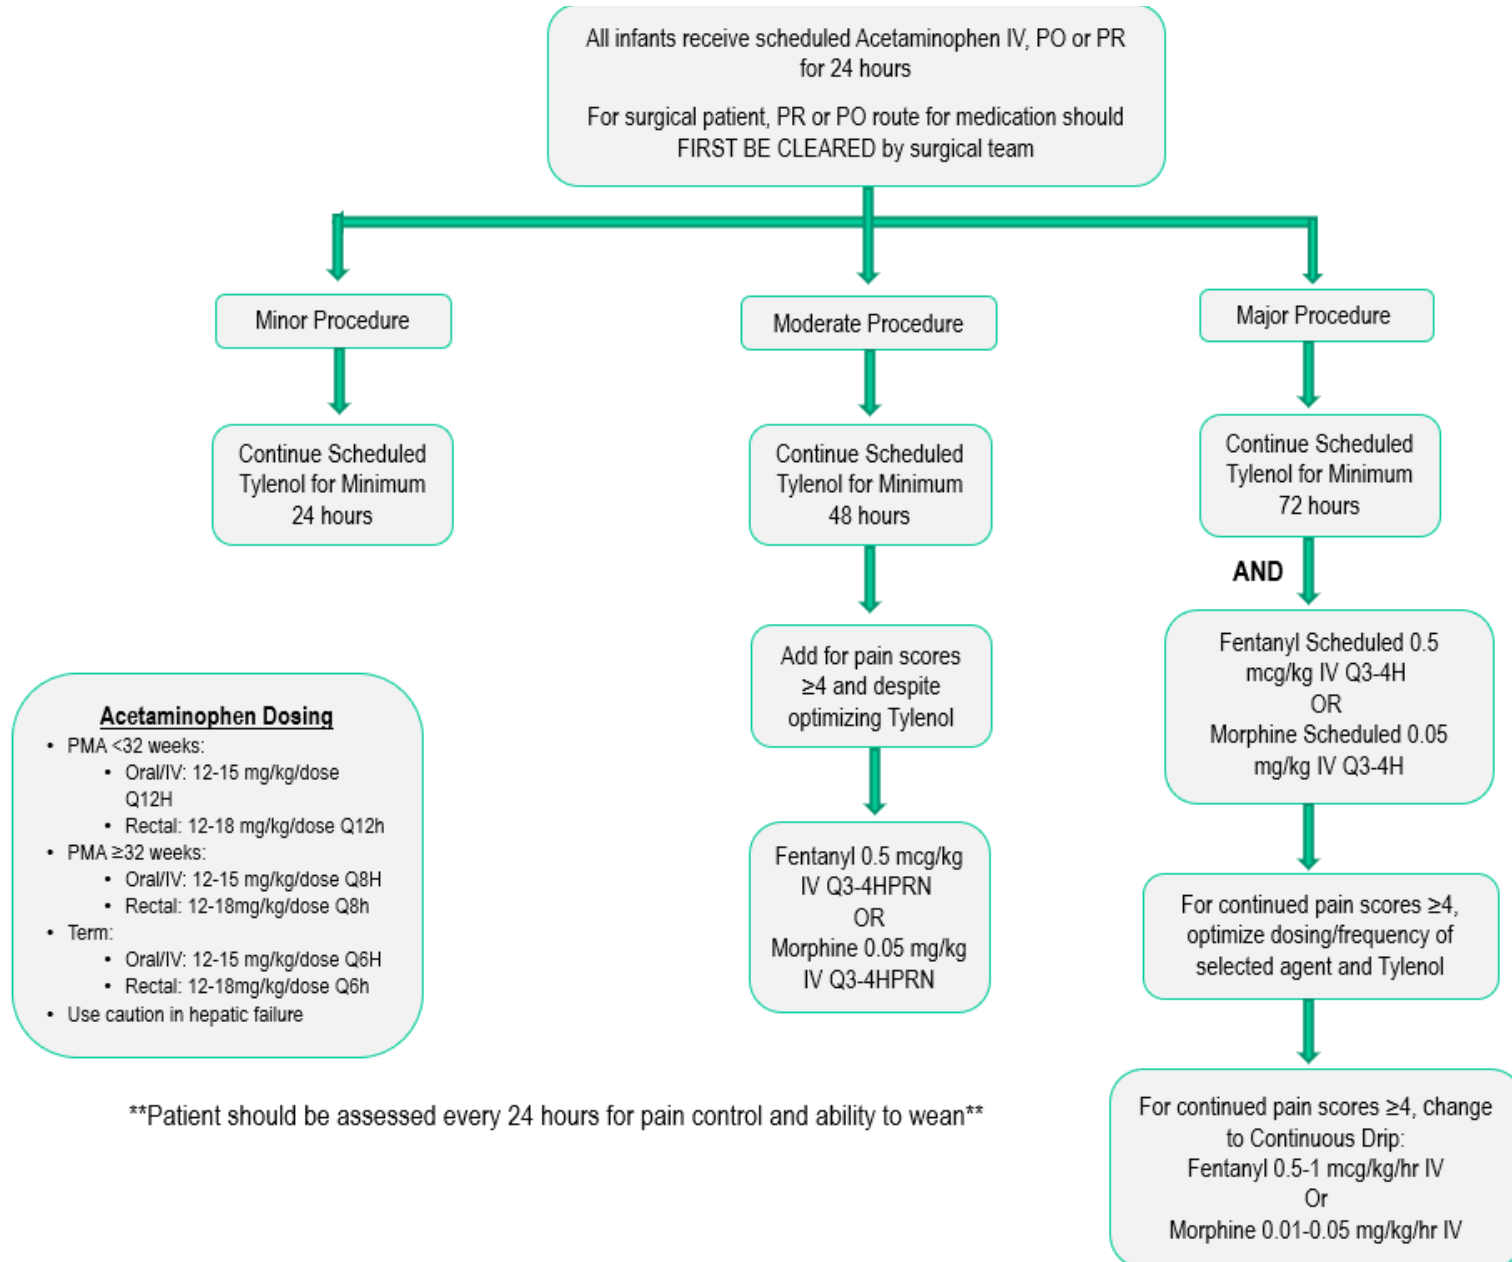 All infants receive scheduled Acetaminophen IV, PO or PR
for 24 hours
For surgical patient, PR or PO route for medication should
FIRST BE CLEARED by surgical team
Minor Procedure
Continue Scheduled
Tylenol for Minimum
24 hours
Moderate Procedure
Continue Scheduled
Tylenol for Minimum
48 hours
Add for pain scores
≥4 and despite
optimizing Tylenol
Fentanyl 0.5 mcg/kg
IV Q3-4HPRN
OR
Morphine 0.05 mg/kg
IV Q3-4HPRN
Major Procedure
Continue Scheduled
Tylenol for Minimum
72 hours
AND
Fentanyl Scheduled 0.5
mcg/kg IV Q3-4H
OR
Morphine Scheduled 0.05
mg/kg IV Q3-4H
For continued pain scores ≥4,
optimize dosing/frequency of
selected agent and Tylenol
For continued pain scores ≥4, change
to Continuous Drip:
Fentanyl 0.5-1 mcg/kg/hr IV
Or
Morphine 0.01-0.05 mg/kg/hr IV
Acetaminophen Dosing
• PMA <32 weeks:
• Oral/IV: 12-15 mg/kg/dose
Q12H
• Rectal: 12-18 mg/kg/dose Q12h
• PMA ≥32 weeks:
• Oral/IV: 12-15 mg/kg/dose Q8H
• Rectal: 12-18mg/kg/dose Q8h
• Term:
• Oral/IV: 12-15 mg/kg/dose Q6H
• Rectal: 12-18mg/kg/dose Q6h
• Use caution in hepatic failure
**Patient should be assessed every 24 hours for pain control and ability to wean**